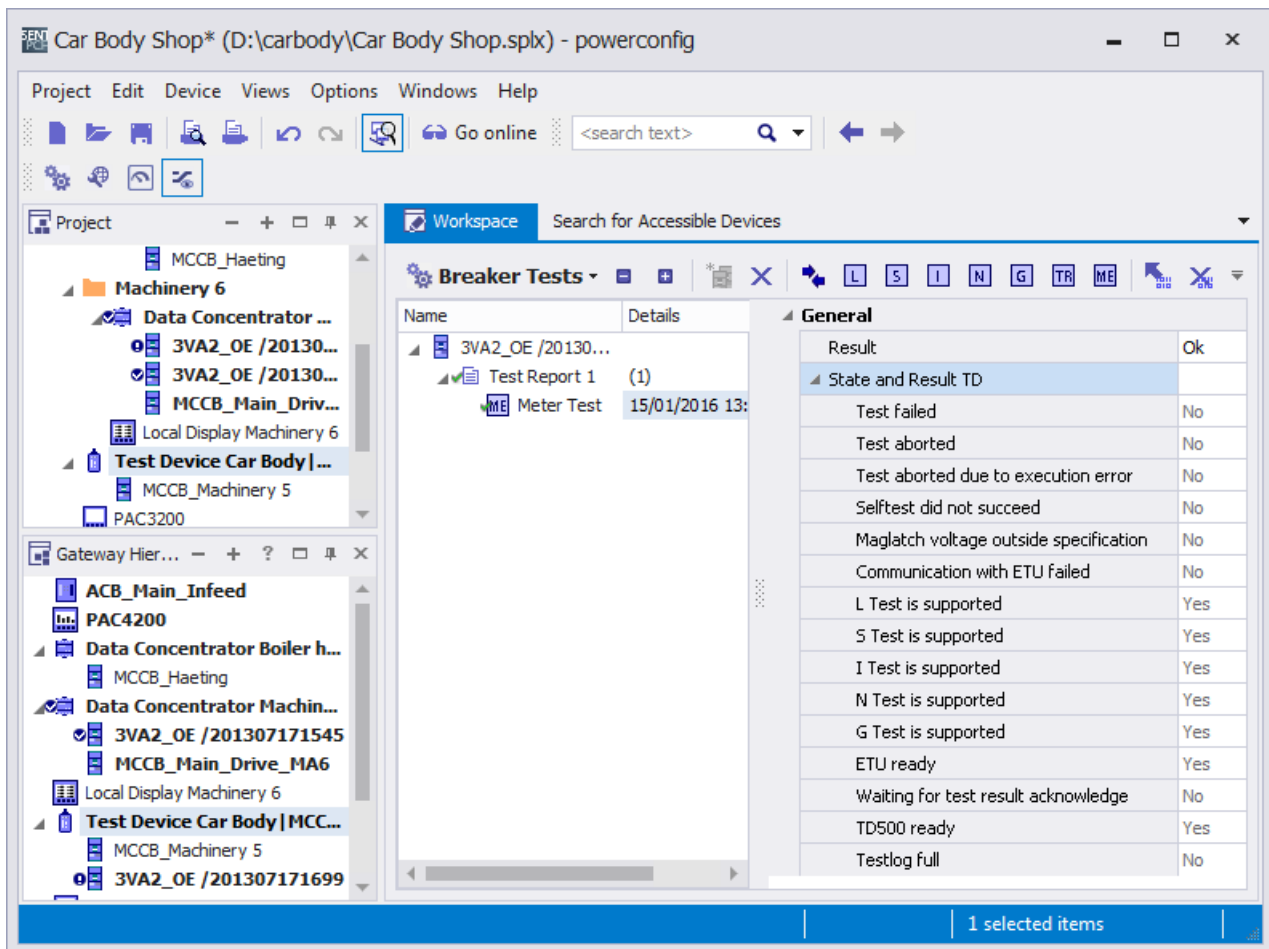 Car Body Shop* (D:\carbody\Car Body Shop.splx) - powerconfig
Project Edit Device Views Options Windows Help
Go online <search text>
Project
MCCB_Haeting
Machinery 6
Data Concentrator ...
3VA2_OE /20130...
3VA2_OE /20130...
MCCB_Main_Driv...
Local Display Machinery 6
Test Device Car Body|...
MCCB_Machinery 5
PAC3200
Gateway Hier... ?
ACB_Main_Infeed
PAC4200
Data Concentrator Boiler h...
MCCB_Haeting
Data Concentrator Machin...
3VA2_OE /201307171545
MCCB_Main_Drive_MA6
Local Display Machinery 6
Test Device Car Body|MCC...
MCCB_Machinery 5
3VA2_OE /201307171699
Workspace Search for Accessible Devices
Breaker Tests L S I N G TR ME
Name Details
3VA2_OE /20130...
Test Report 1 (1)
ME Meter Test 15/01/2016 13:
General
Result Ok
State and Result TD
Test failed No
Test aborted No
Test aborted due to execution error No
Selftest did not succeed No
Maglatch voltage outside specification No
Communication with ETU failed No
L Test is supported Yes
S Test is supported Yes
I Test is supported Yes
N Test is supported Yes
G Test is supported Yes
ETU ready Yes
Waiting for test result acknowledge No
TD500 ready Yes
Testlog full No
1 selected items